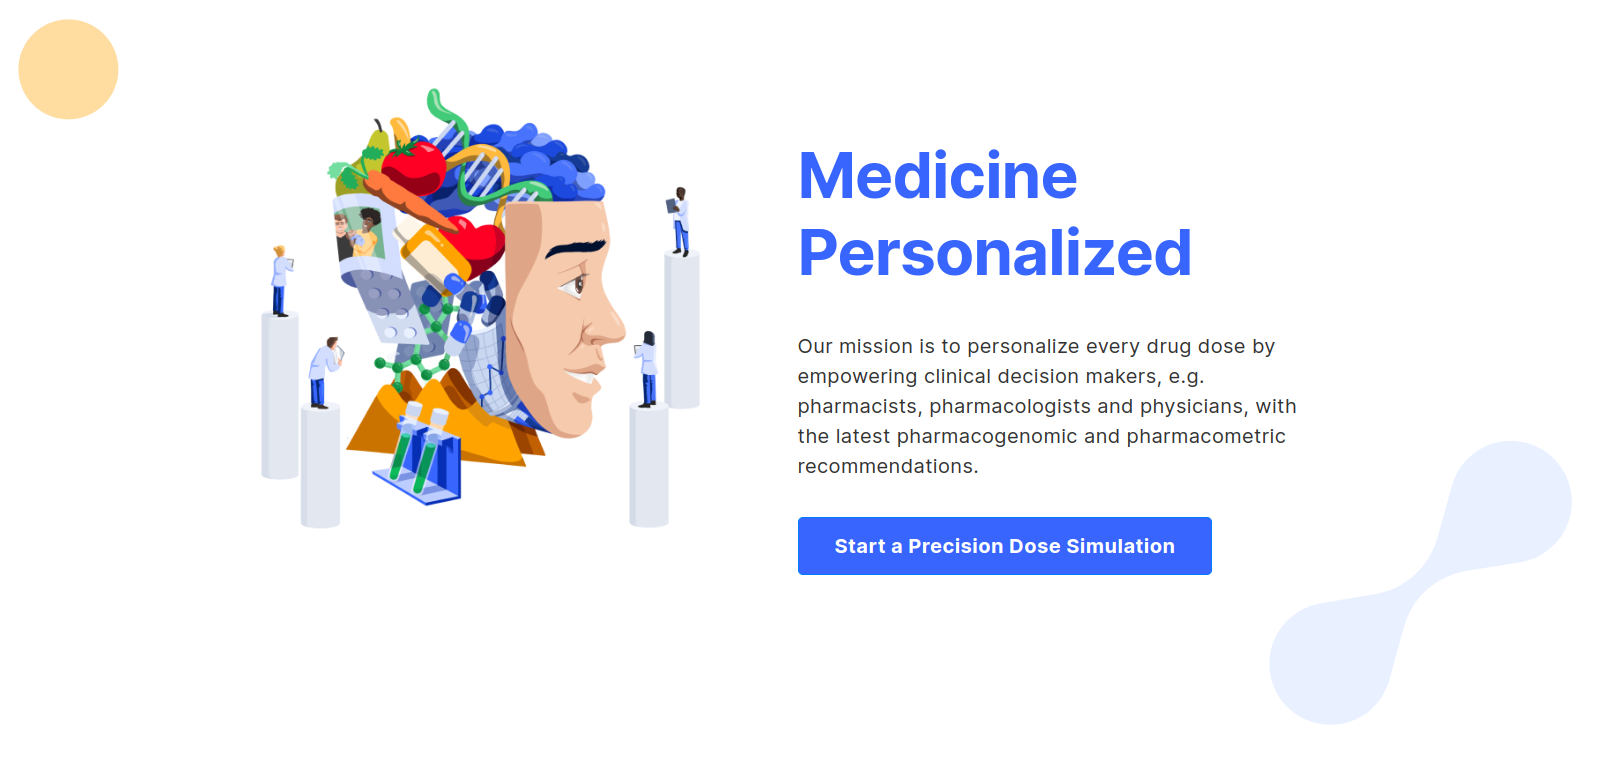 Medicine
Personalized
Our mission is to personalize every drug dose by
empowering clinical decision makers, e.g.
pharmacists, pharmacologists and physicians, with
the latest pharmacogenomic and pharmacometric
recommendations.
Start a Precision Dose Simulation